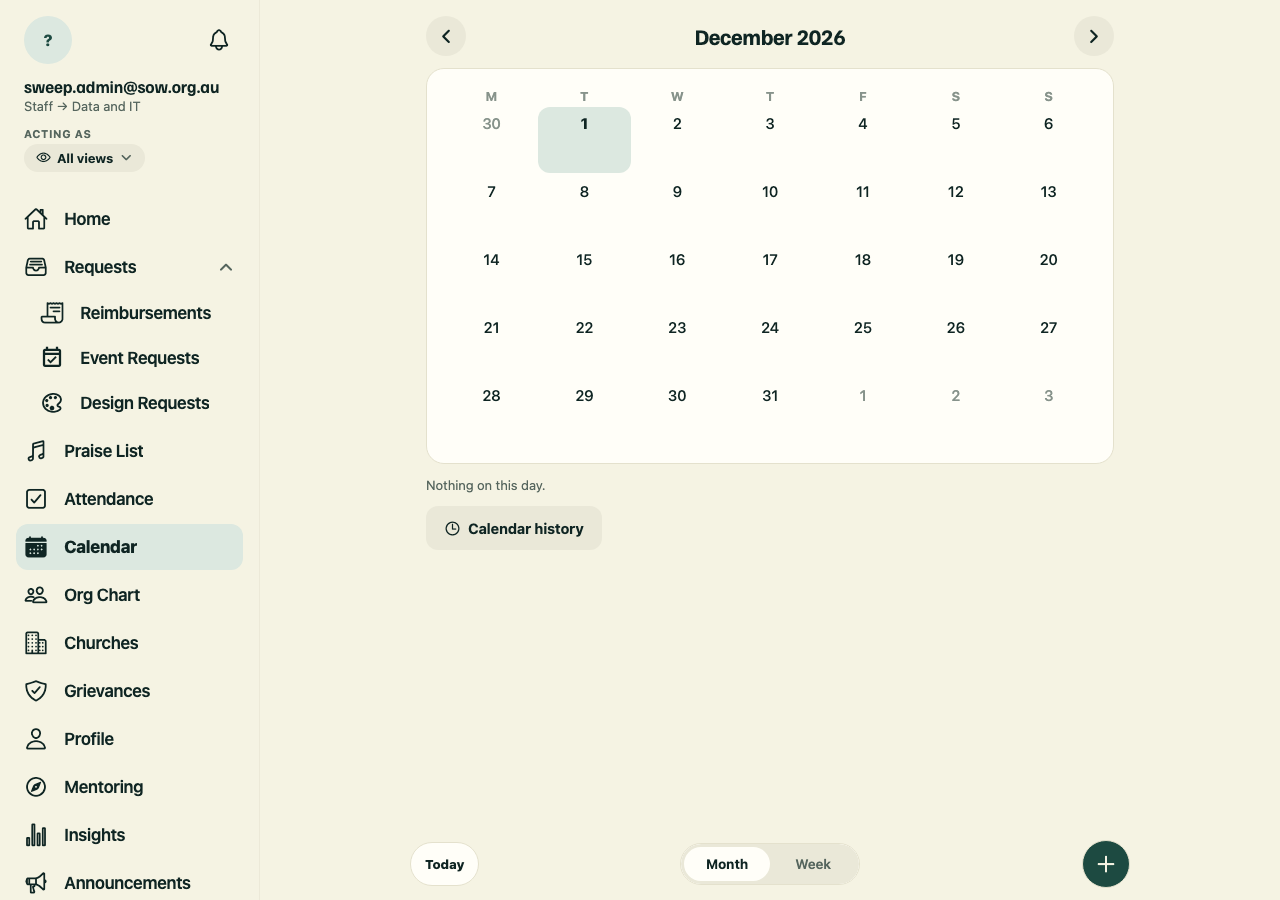 ?
sweep.admin@sow.org.au
Staff → Data and IT
ACTING AS
All views
Home
Requests
Reimbursements
Event Requests
Design Requests
Praise List
Attendance
Calendar
Org Chart
Churches
Grievances
Profile
Mentoring
Insights
Announcements
December 2026
M T W T F S S
30 1 2 3 4 5 6
7 8 9 10 11 12 13
14 15 16 17 18 19 20
21 22 23 24 25 26 27
28 29 30 31 1 2 3
Nothing on this day.
Calendar history
Today
Month Week